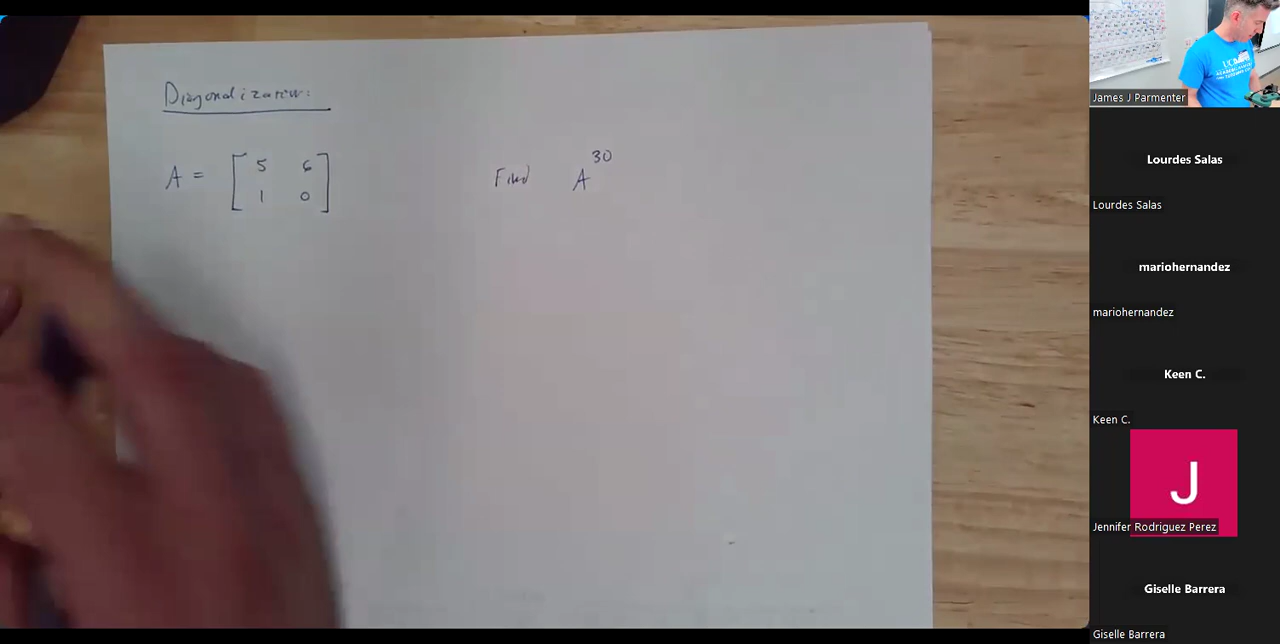 Diagonalization:
A = [ 5 6
1 0 ]
Find A^30
James J Parmenter
Lourdes Salas
Lourdes Salas
mariohernandez
mariohernandez
Keen C.
Keen C.
J
Jennifer Rodriguez Perez
Giselle Barrera
Giselle Barrera